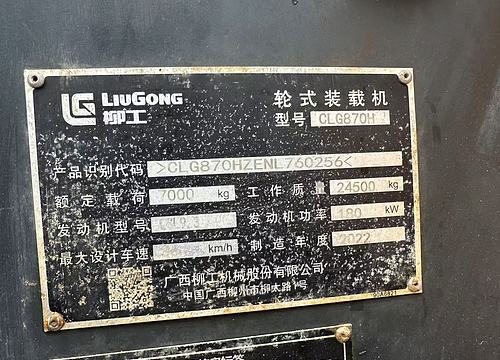 LIUGONG 轮式装载机
柳工 型号 CLG870H
产品识别代码 >CLG870HZENL760256<
额定载荷 7000 kg 工作质量 24500 kg
发动机型号 发动机功率 180 kW
最大设计车速 km/h 制造年度 2022
广西柳工机械股份有限公司
中国广西柳州市柳太路1号